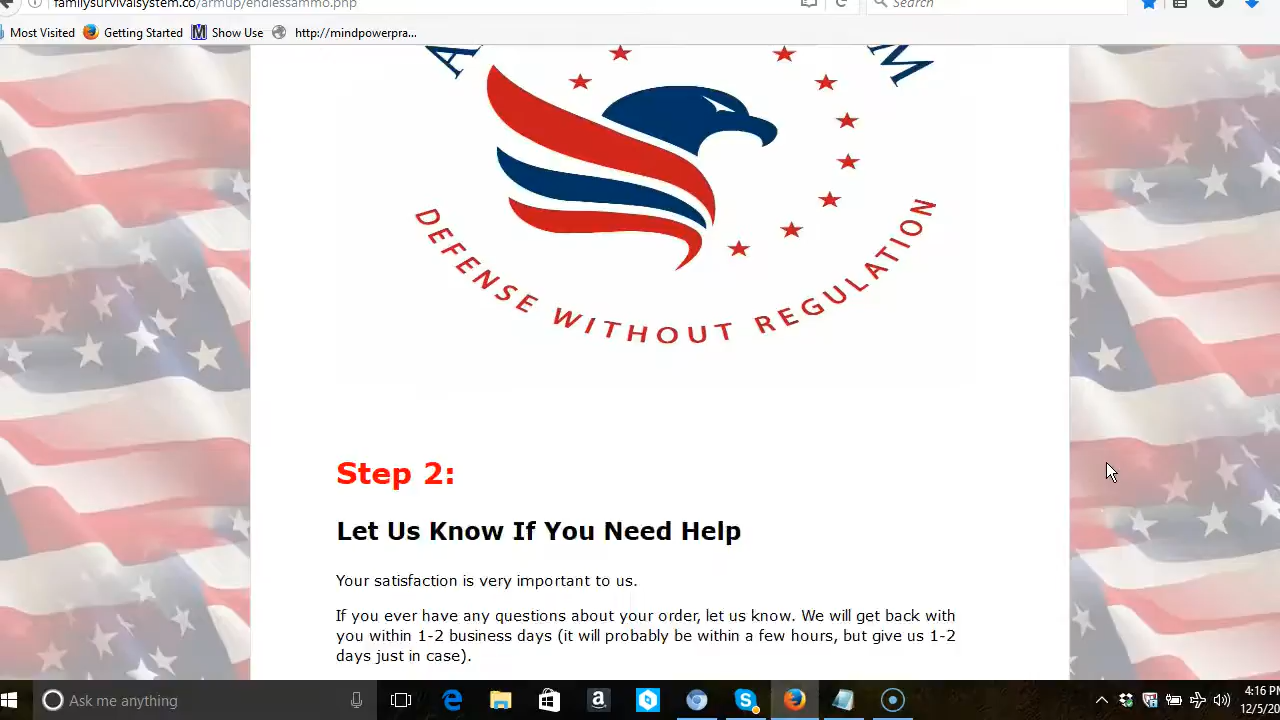 familysurvivalsystem.co/armup/endlessammo.php
Search
Most Visited
Getting Started
Show Use
http://mindpowerpra...
A
M
DEFENSE WITHOUT REGULATION
Step 2:
Let Us Know If You Need Help
Your satisfaction is very important to us.
If you ever have any questions about your order, let us know. We will get back with
you within 1-2 business days (it will probably be within a few hours, but give us 1-2
days just in case).
Ask me anything
4:16 PM
12/5/20